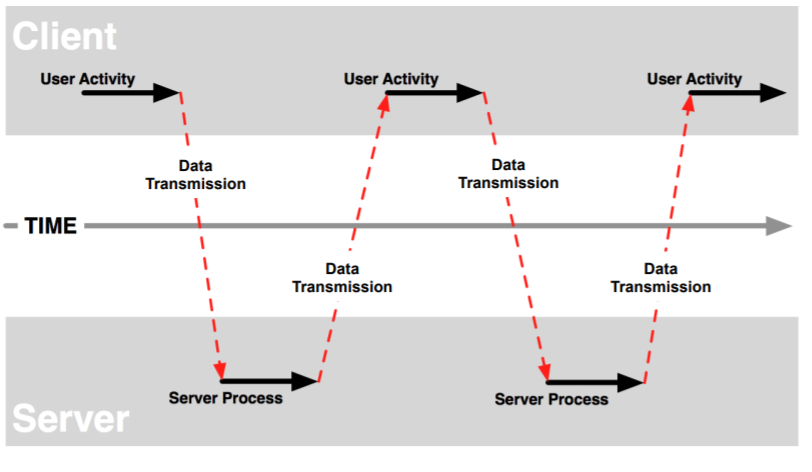 Client
User Activity
User Activity
User Activity
Data
Transmission
Data
Transmission
TIME
Data
Transmission
Data
Transmission
Server Process
Server Process
Server